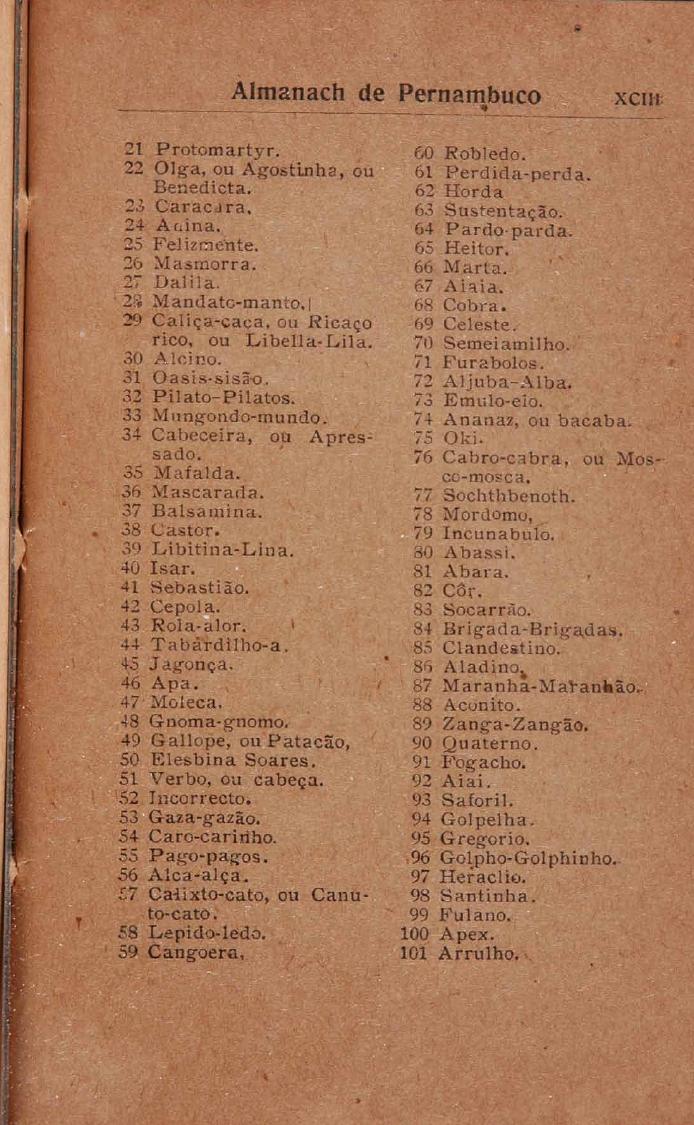 Almanach de Pernambuco XCIII
21 Protomartyr.
22 Olga, ou Agostinha, ou
Benedicta.
23 Caracara.
24
25 Felizmente.
26 Masmorra.
27 Dalila.
28 Mandato-manto.
29 Caliça-caça, ou Ricaço
rico, ou Libella-Lila.
30 Alcino.
31 Oasis-sisão.
32 Pilato-Pilatos.
33 Mungondo-mundo.
34 Cabeceira, ou Apres-
sado.
35 Mafalda.
36 Mascarada.
37 Balsamina.
38 Castor.
39 Libitina-Lina.
40 Isar.
41 Sebastião.
42 Cepola.
43 Rola-alor.
44 Tabardilho-a.
45 Jagonça.
46 Apa.
47 Moleca.
48 Gnoma-gnomo.
49 Gallope, ou Patacão,
50 Elesbina Soares.
51 Verbo, ou cabeça.
52 Incorrecto.
53 Gaza-gazão.
54 Caro-carinho.
55 Pago-pagos.
56 Alca-alça.
57 Calixto-cato, ou Canu-
to-cato.
58 Lepido-ledo.
59 Cangoera,
60 Robledo.
61 Perdida-perda.
62 Horda
63 Sustentação.
64 Pardo-parda.
65 Heitor.
66 Marta.
67 Aiaia.
68 Cobra.
69 Celeste.
70 Semeiamilho.
71 Furabolos.
72 Aljuba-Alba.
73 Emulo-eio.
74 Ananaz, ou bacaba.
75 Oki.
76 Cabro-cabra, ou Mos-
co-mosca.
77 Sochthbenoth.
78 Mordomo,
79 Incunabulo.
80 Abassi.
81 Abara.
82 Côr.
83 Socarrão.
84 Brigada-Brigadas.
85 Clandestino.
86 Aladino.
87 Maranha-Maranhão.
88 Aconito.
89 Zanga-Zangão.
90 Quaterno.
91 Fogacho.
92 Aiai.
93 Saforil.
94 Golpelha.
95 Gregorio.
96 Golpho-Golphinho.
97 Heraclio.
98 Santinha.
99 Fulano.
100 Apex.
101 Arrulho.